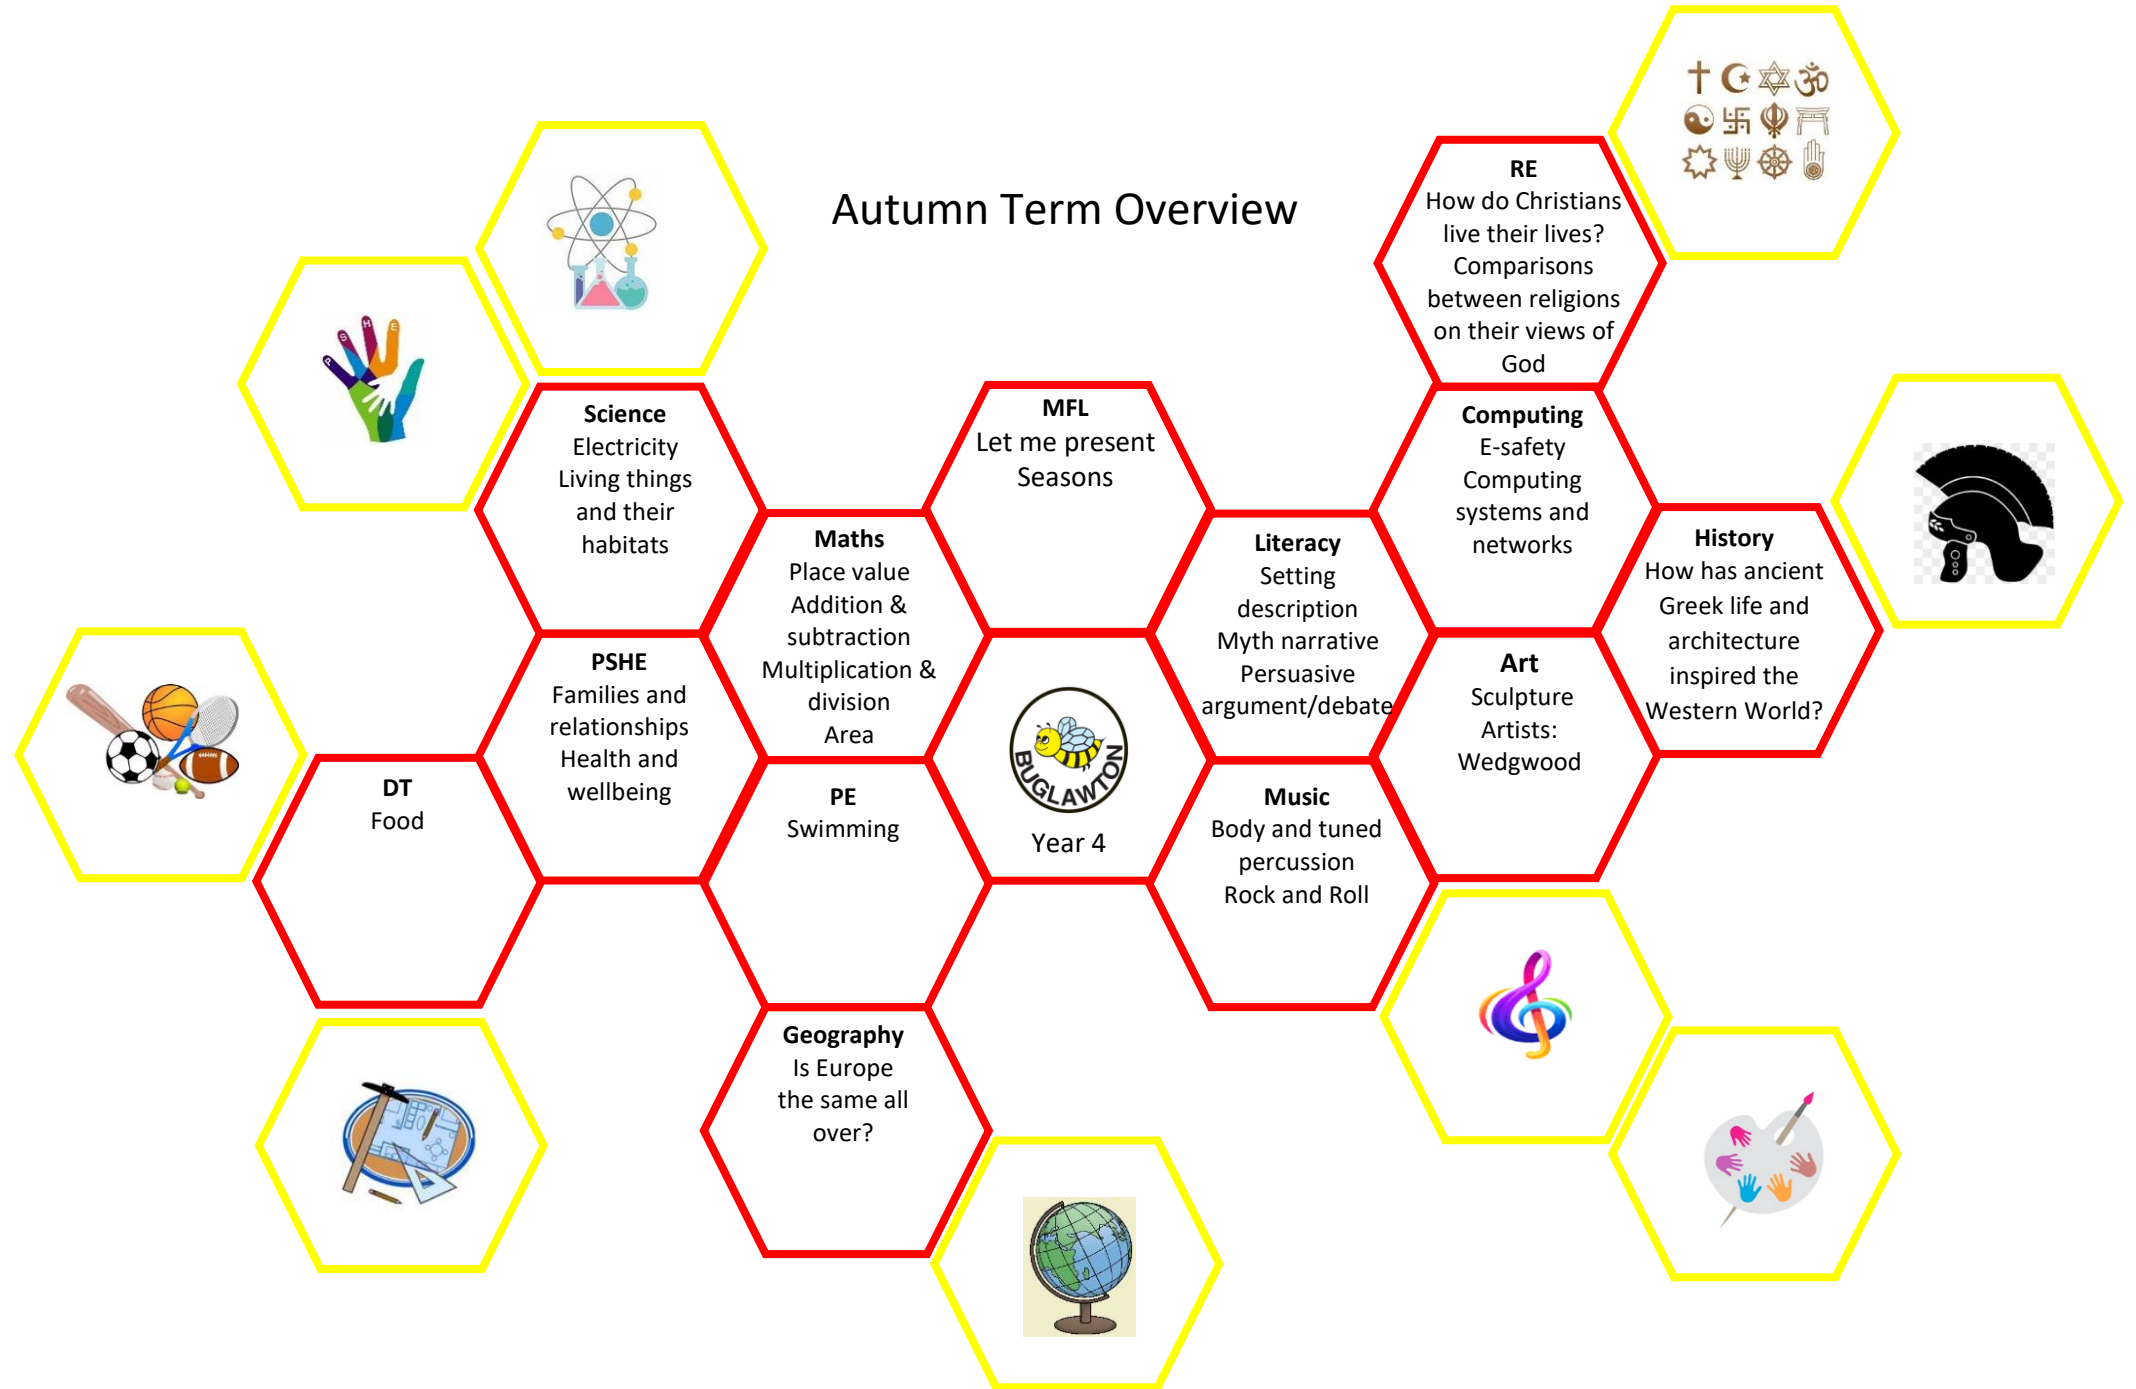 Autumn Term Overview
RE
How do Christians
live their lives?
Comparisons
between religions
on their views of
God
P
S
H
E
Science
Electricity
Living things
and their
habitats
MFL
Let me present
Seasons
Computing
E-safety
Computing
systems and
networks
Maths
Place value
Addition &
subtraction
Multiplication &
division
Area
Literacy
Setting
description
Myth narrative
Persuasive
argument/debate
History
How has ancient
Greek life and
architecture
inspired the
Western World?
PSHE
Families and
relationships
Health and
wellbeing
BUGLAWTON
Year 4
Art
Sculpture
Artists:
Wedgwood
DT
Food
PE
Swimming
Music
Body and tuned
percussion
Rock and Roll
Geography
Is Europe
the same all
over?